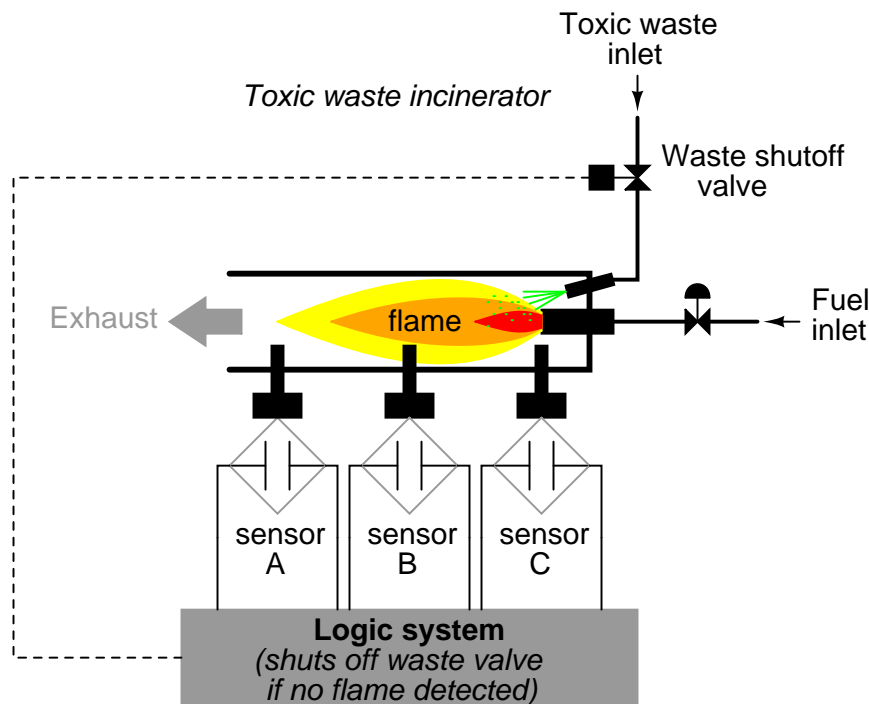 Toxic waste
inlet
Toxic waste incinerator
Waste shutoff
valve
Exhaust
flame
Fuel
inlet
sensor
A
sensor
B
sensor
C
Logic system
(shuts off waste valve
if no flame detected)